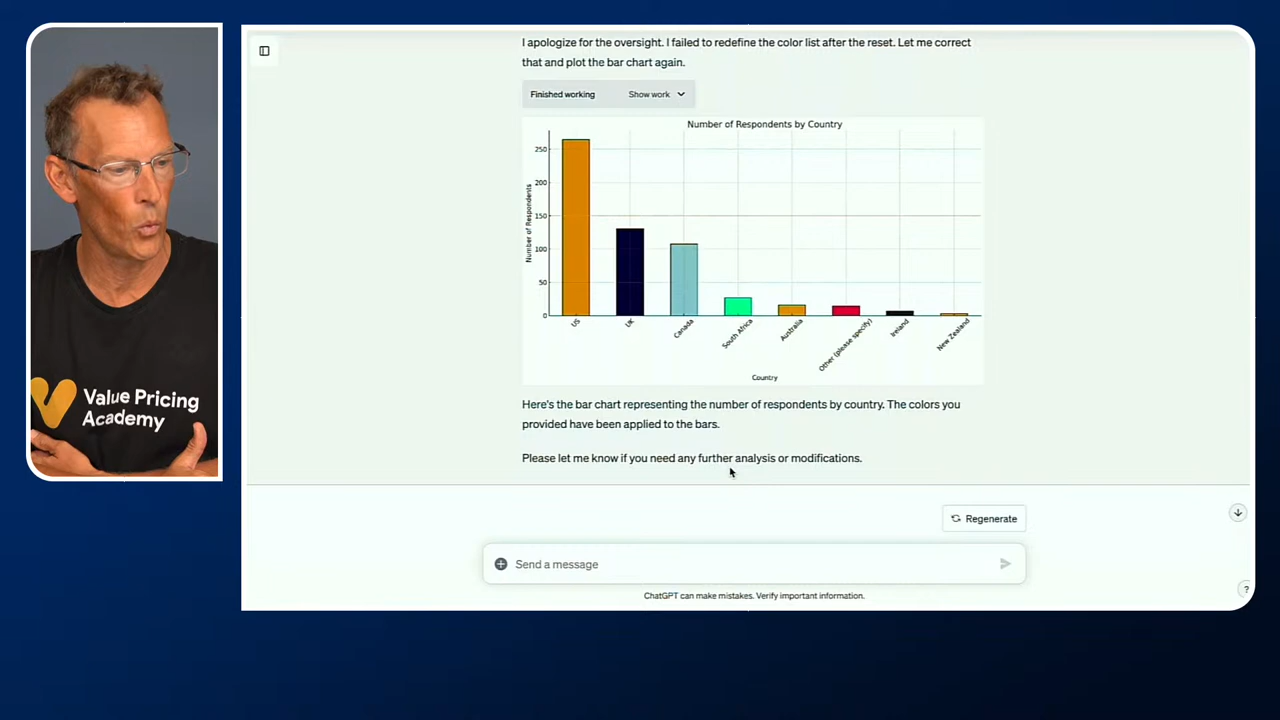 I apologize for the oversight. I failed to redefine the color list after the reset. Let me correct
that and plot the bar chart again.
Finished working Show work
Number of Respondents by Country
Number of Respondents
250
200
150
100
50
0
US
UK
Canada
South Africa
Australia
Other (please specify)
Ireland
New Zealand
Country
Here's the bar chart representing the number of respondents by country. The colors you
provided have been applied to the bars.
Please let me know if you need any further analysis or modifications.
Regenerate
Send a message
ChatGPT can make mistakes. Verify important information.
?
Value Pricing
Academy